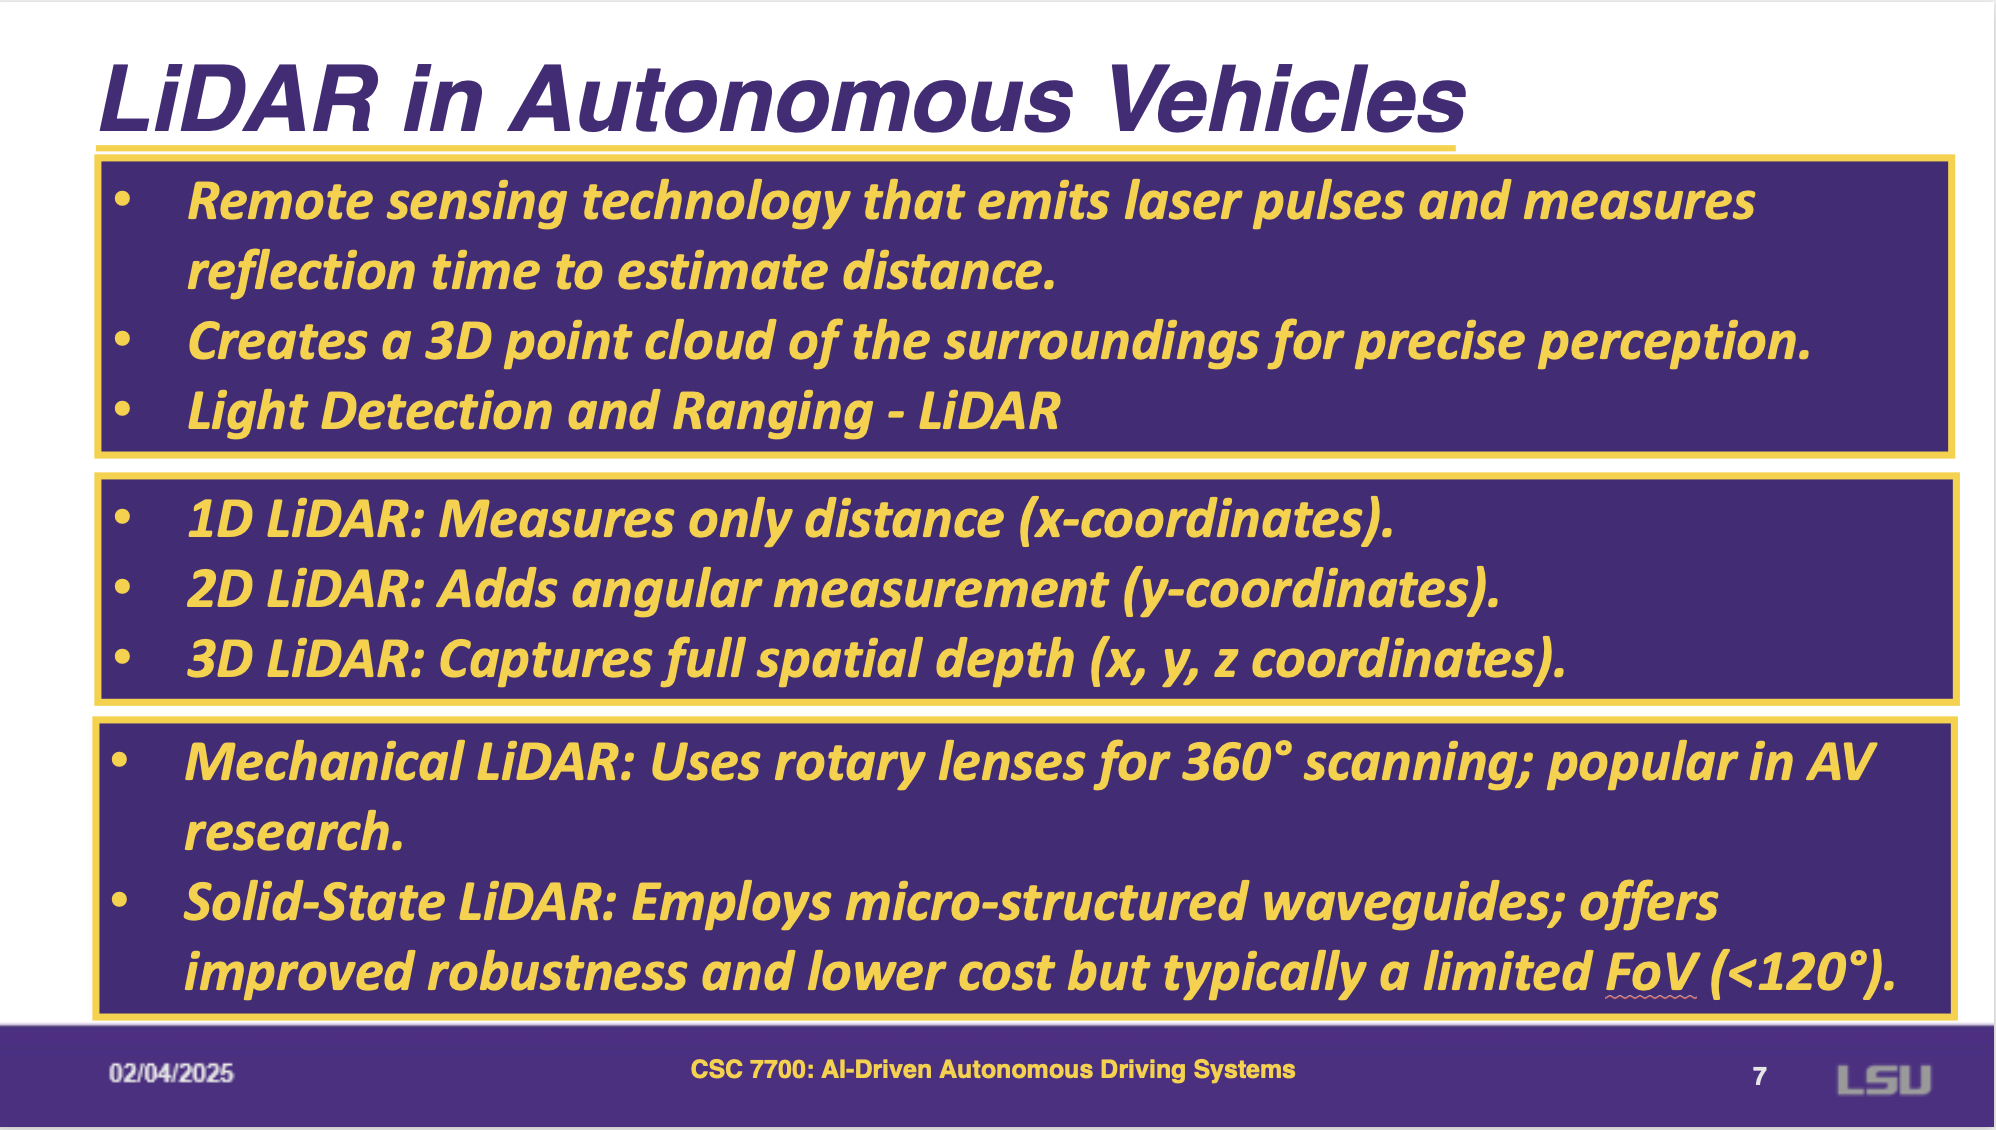 LiDAR in Autonomous Vehicles
• Remote sensing technology that emits laser pulses and measures
reflection time to estimate distance.
• Creates a 3D point cloud of the surroundings for precise perception.
• Light Detection and Ranging - LiDAR
• 1D LiDAR: Measures only distance (x-coordinates).
• 2D LiDAR: Adds angular measurement (y-coordinates).
• 3D LiDAR: Captures full spatial depth (x, y, z coordinates).
• Mechanical LiDAR: Uses rotary lenses for 360° scanning; popular in AV
research.
• Solid-State LiDAR: Employs micro-structured waveguides; offers
improved robustness and lower cost but typically a limited FoV (<120°).
02/04/2025
CSC 7700: AI-Driven Autonomous Driving Systems
7
LSU